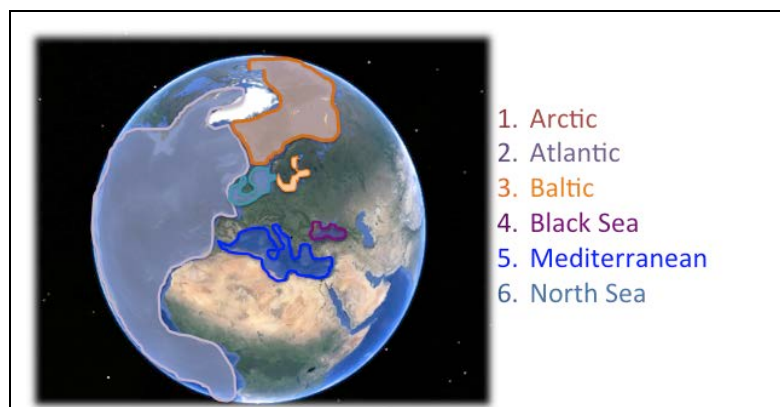 1. Arctic
2. Atlantic
3. Baltic
4. Black Sea
5. Mediterranean
6. North Sea